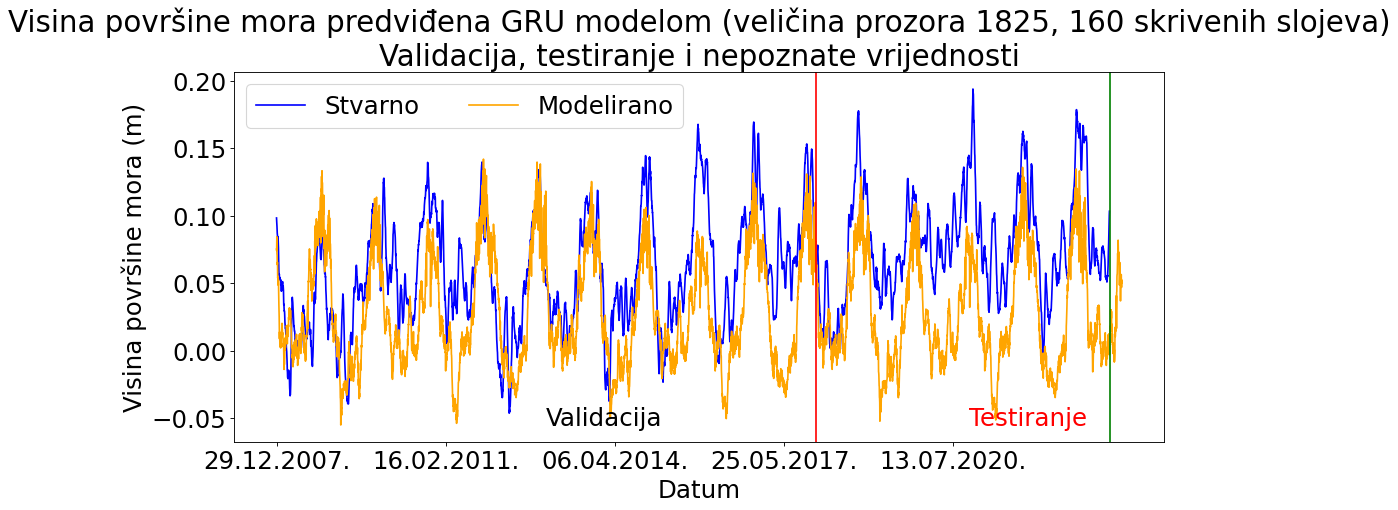 Visina površine mora predviđena GRU modelom (veličina prozora 1825, 160 skrivenih slojeva)
Validacija, testiranje i nepoznate vrijednosti
Stvarno
Modelirano
Visina površine mora (m)
0.20
0.15
0.10
0.05
0.00
−0.05
Validacija
Testiranje
29.12.2007.
16.02.2011.
06.04.2014.
25.05.2017.
13.07.2020.
Datum